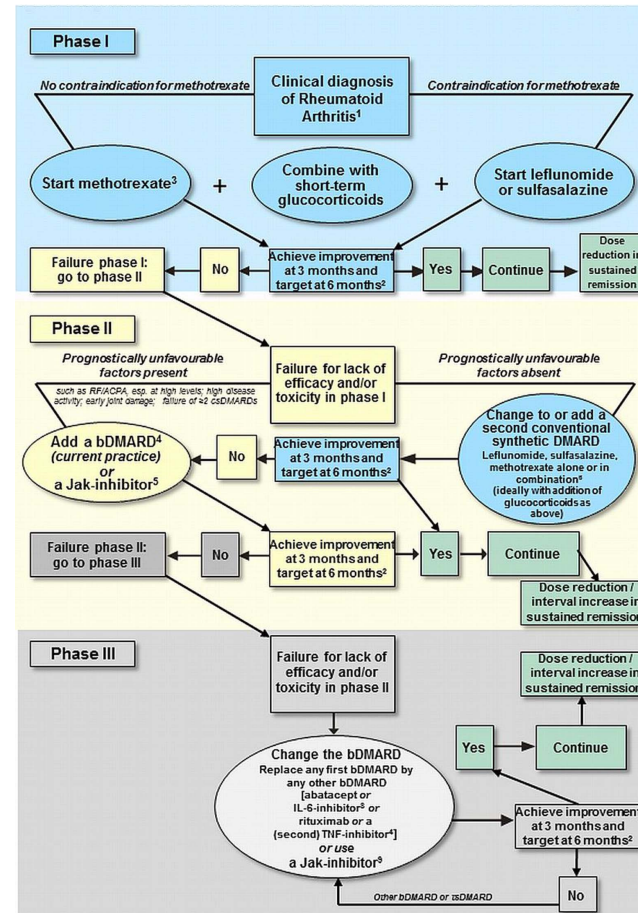 Phase I
No contraindication for methotrexate
Clinical diagnosis
of Rheumatoid
Arthritis¹
Contraindication for methotrexate
Start methotrexate³
+
Combine with
short-term
glucocorticoids
+
Start leflunomide
or sulfasalazine
Failure phase I:
go to phase II
No
Achieve improvement
at 3 months and
target at 6 months²
Yes
Continue
Dose
reduction in
sustained
remission
Phase II
Prognostically unfavourable
factors present
such as RF/ACPA, esp. at high levels; high disease
activity; early joint damage; failure of ≥2 csDMARDs
Failure for lack of
efficacy and/or
toxicity in phase I
Prognostically unfavourable
factors absent
Add a bDMARD⁴
(current practice)
or
a Jak-inhibitor⁵
No
Achieve improvement
at 3 months and
target at 6 months²
Change to or add a
second conventional
synthetic DMARD
Leflunomide, sulfasalazine,
methotrexate alone or in
combination⁶
(ideally with addition of
glucocorticoids as
above)
Failure phase II:
go to phase III
No
Achieve improvement
at 3 months and
target at 6 months²
Yes
Continue
Dose reduction /
interval increase in
sustained remission
Phase III
Failure for lack of
efficacy and/or
toxicity in phase II
Dose reduction /
interval increase in
sustained remission
Yes
Continue
Change the bDMARD
Replace any first bDMARD by
any other bDMARD
[abatacept or
IL-6-inhibitor³ or
rituximab or a
(second) TNF-inhibitor⁴]
or use
a Jak-inhibitor⁹
Achieve improvement
at 3 months and
target at 6 months²
No
Other bDMARD or tsDMARD